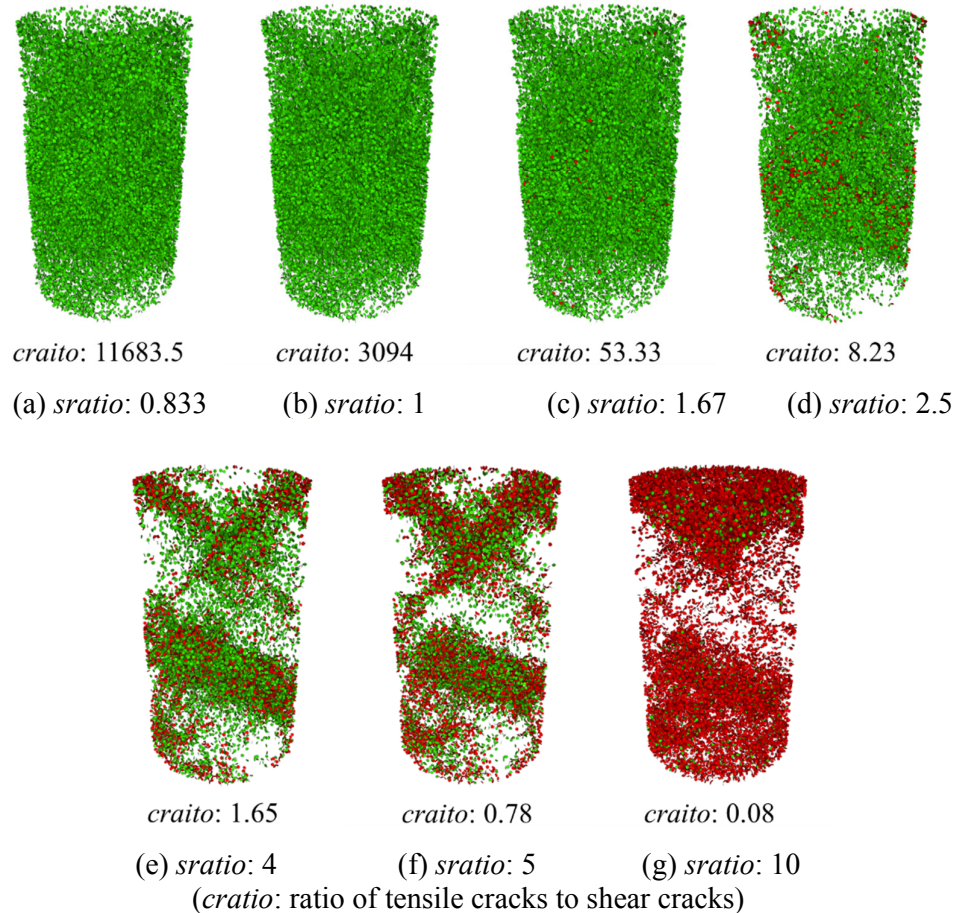 craito: 11683.5
craito: 3094
craito: 53.33
craito: 8.23
(a) sratio: 0.833
(b) sratio: 1
(c) sratio: 1.67
(d) sratio: 2.5
craito: 1.65
craito: 0.78
craito: 0.08
(e) sratio: 4
(f) sratio: 5
(g) sratio: 10
(cratio: ratio of tensile cracks to shear cracks)